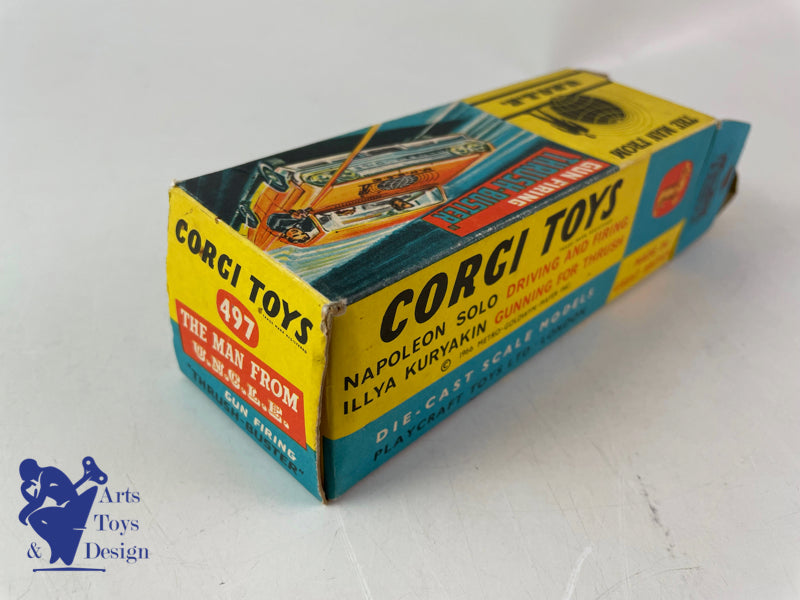 THE MAN FROM
U.N.C.L.E.
GUN FIRING
"THRUSH-BUSTER"
CORGI TOYS
NAPOLEON SOLO DRIVING AND FIRING
ILLYA KURYAKIN GUNNING FOR THRUSH
© 1966 METRO-GOLDWYN-MAYER INC.
DIE-CAST SCALE MODELS
PLAYCRAFT TOYS LTD. LONDON
MADE IN
GREAT BRITAIN
CORGI TOYS
497
THE MAN FROM
U.N.C.L.E.
GUN FIRING
"THRUSH-BUSTER"
Arts
Toys
& Design